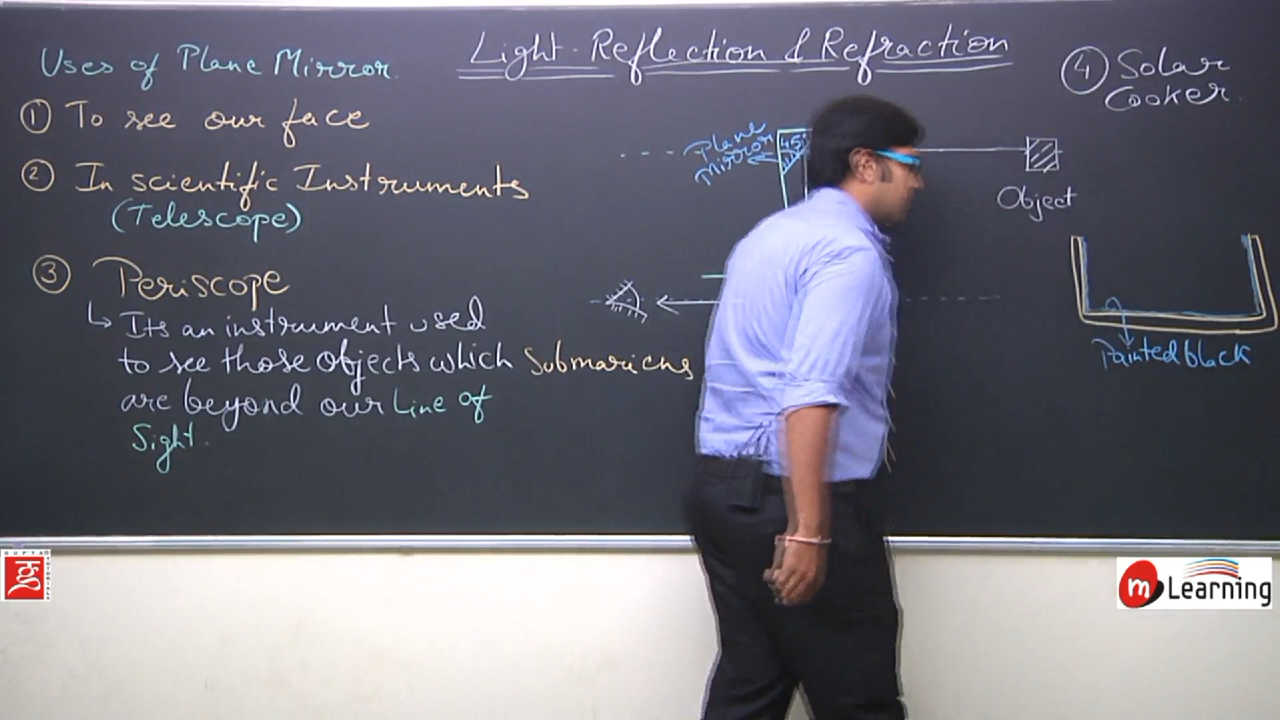 Light - Reflection & Refraction
Uses of Plane Mirror.
① To see our face
② In scientific Instruments
(Telescope)
③ Periscope
↳ Its an instrument used
to see those objects which Submarines
are beyond our Line of
Sight.
Plane
Mirror
45°
Object
④ Solar
Cooker.
Painted black
GUPTA
TUTORIALS
m Learning